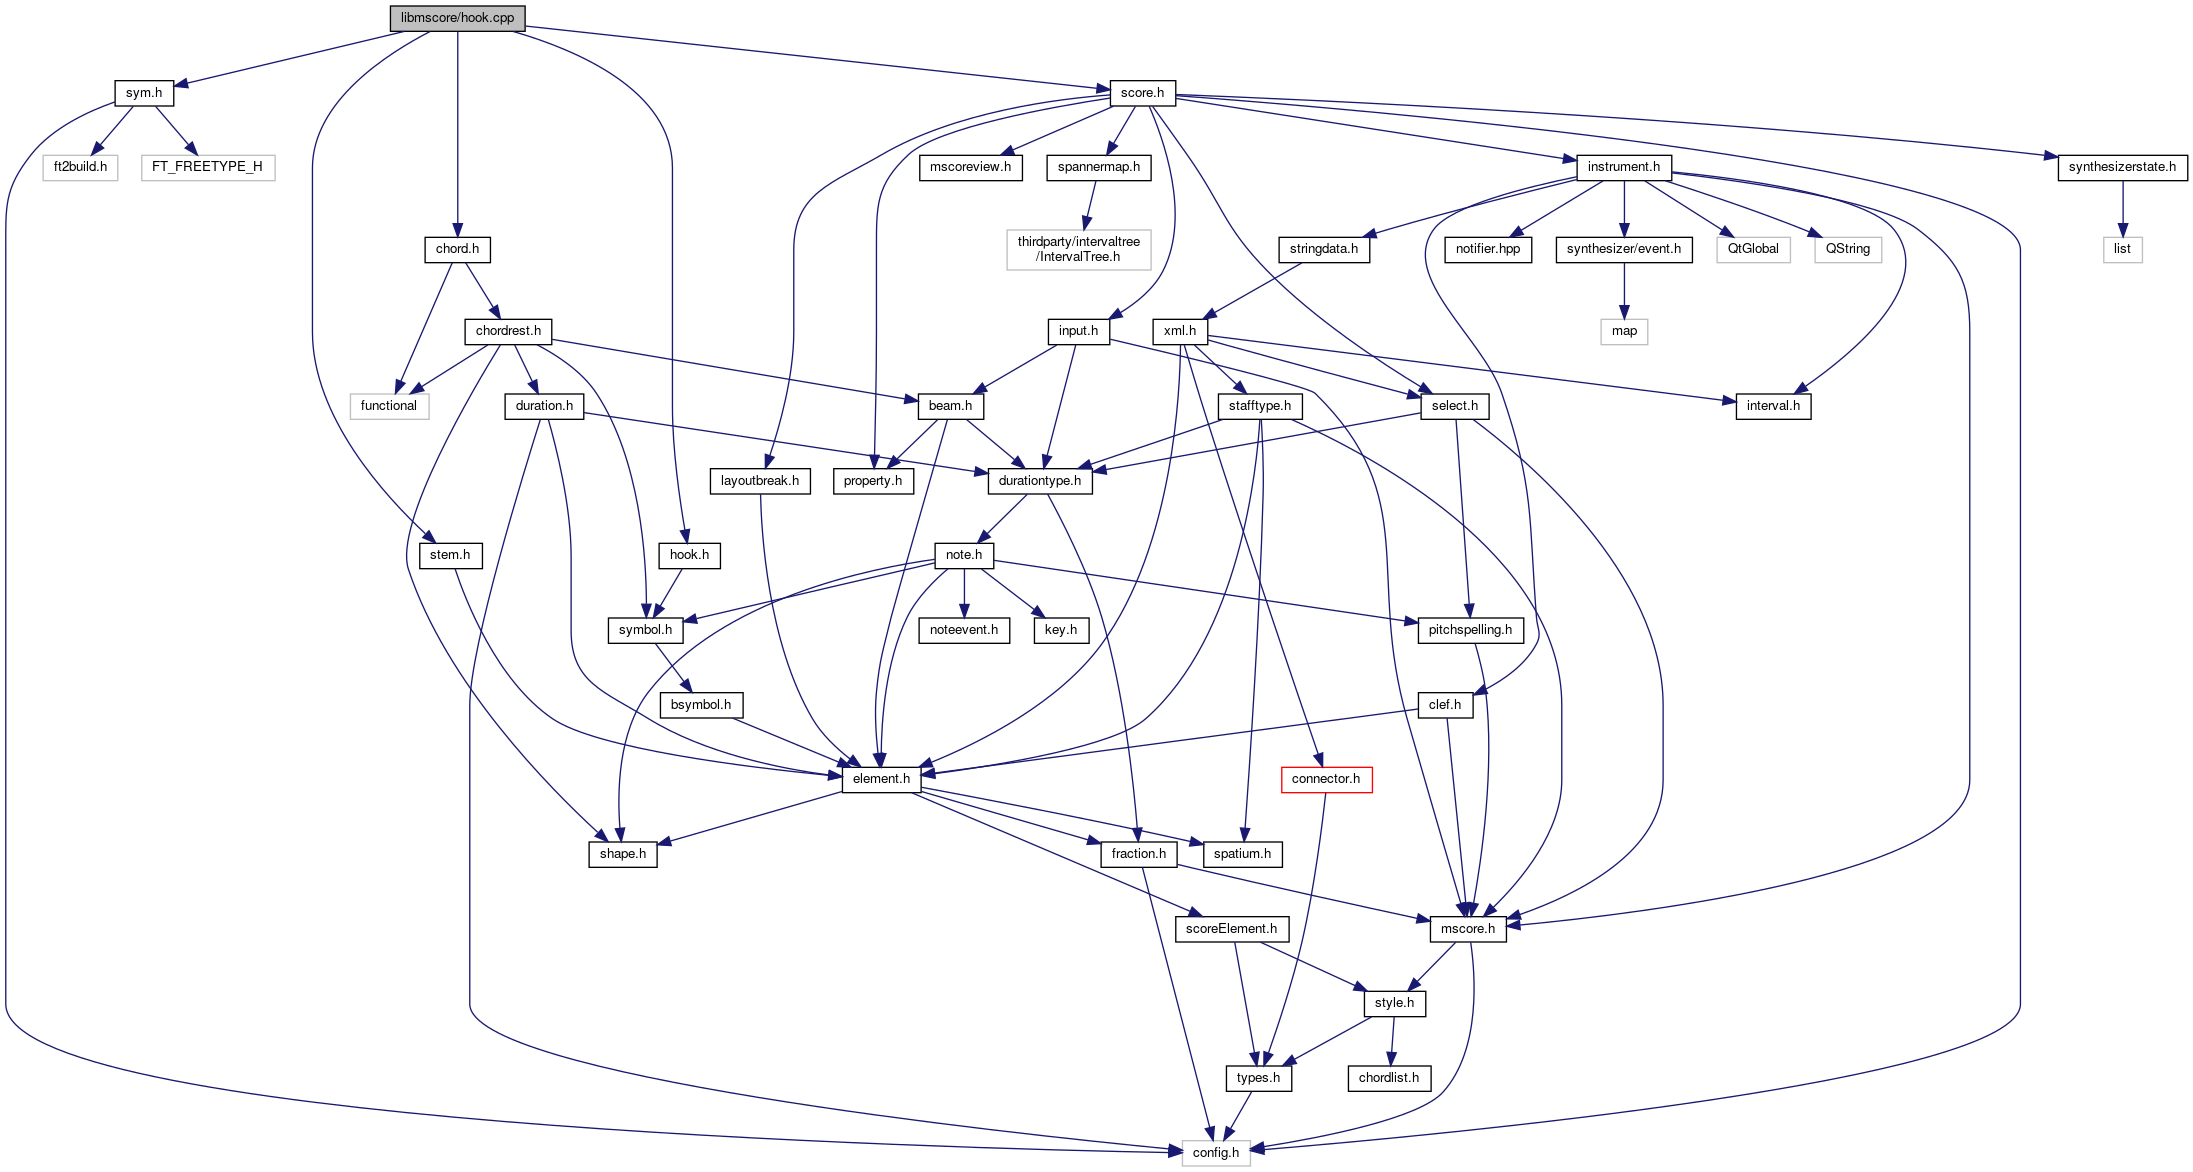 libmscore/hook.cpp
sym.h
score.h
ft2build.h
FT_FREETYPE_H
mscoreview.h
spannermap.h
instrument.h
synthesizerstate.h
chord.h
thirdparty/intervaltree
/IntervalTree.h
stringdata.h
notifier.hpp
synthesizer/event.h
QtGlobal
QString
list
chordrest.h
input.h
xml.h
map
functional
duration.h
beam.h
stafftype.h
select.h
interval.h
layoutbreak.h
property.h
durationtype.h
stem.h
hook.h
note.h
symbol.h
noteevent.h
key.h
pitchspelling.h
bsymbol.h
clef.h
element.h
connector.h
shape.h
fraction.h
spatium.h
scoreElement.h
mscore.h
style.h
types.h
chordlist.h
config.h